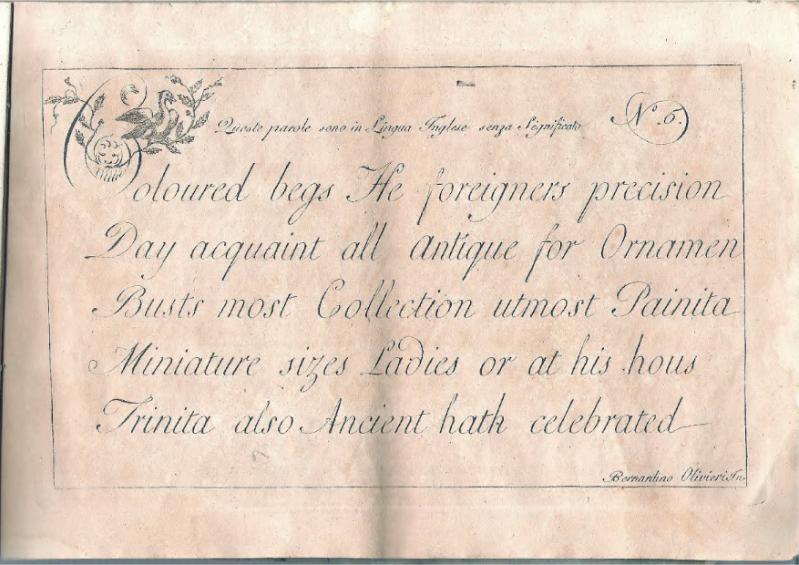 Queste parole sono in Lingua Inglese senza Significato
N.º 6.
Coloured begs He foreigners precision
Day acquaint all antique for Ornamen
Busts most Collection utmost Painita
Miniature sizes Ladies or at his hous
Trinita also Ancient hath celebrated
Bernardino Olivieri In.